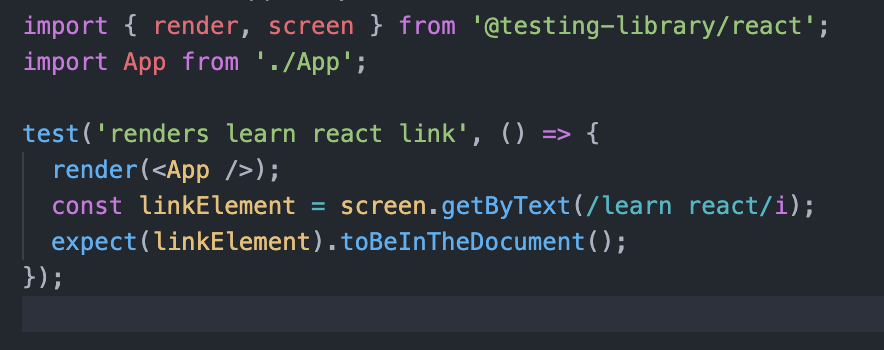 import { render, screen } from '@testing-library/react';
import App from './App';

test('renders learn react link', () => {
  render(<App />);
  const linkElement = screen.getByText(/learn react/i);
  expect(linkElement).toBeInTheDocument();
});